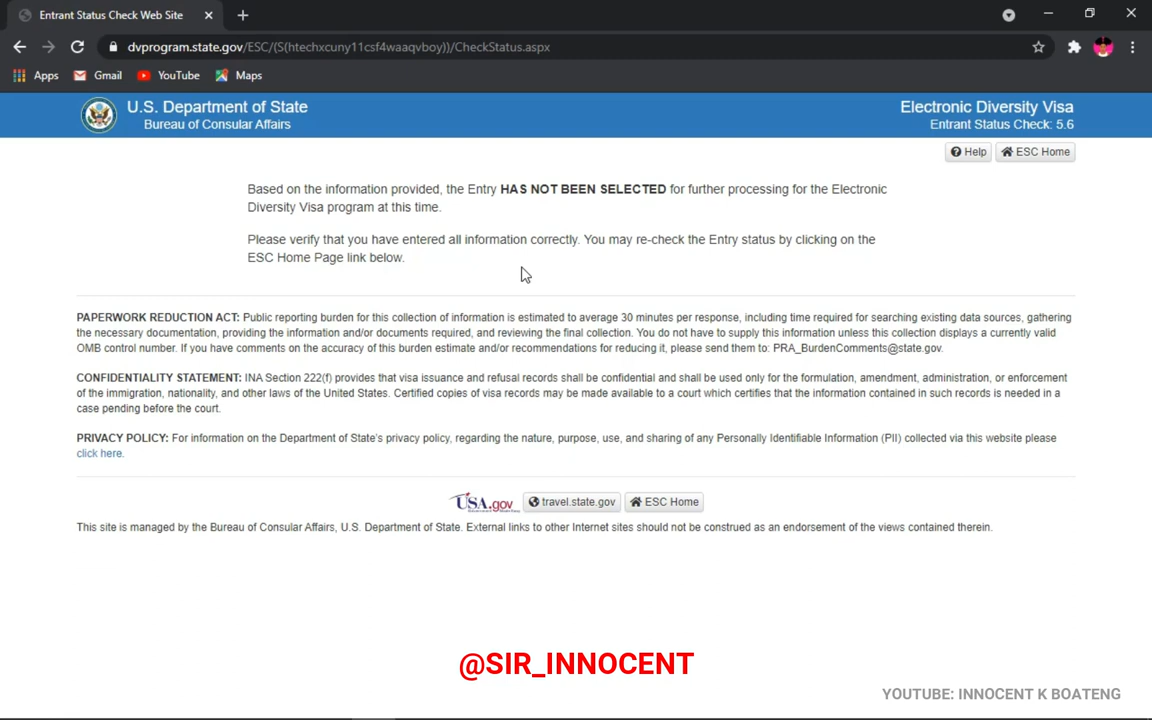 Entrant Status Check Web Site
dvprogram.state.gov/ESC/(S(htechxcuny11csf4waaqvboy))/CheckStatus.aspx
Apps Gmail YouTube Maps
U.S. Department of State
Bureau of Consular Affairs
Electronic Diversity Visa
Entrant Status Check: 5.6
Help ESC Home
Based on the information provided, the Entry HAS NOT BEEN SELECTED for further processing for the Electronic
Diversity Visa program at this time.
Please verify that you have entered all information correctly. You may re-check the Entry status by clicking on the
ESC Home Page link below.
PAPERWORK REDUCTION ACT: Public reporting burden for this collection of information is estimated to average 30 minutes per response, including time required for searching existing data sources, gathering
the necessary documentation, providing the information and/or documents required, and reviewing the final collection. You do not have to supply this information unless this collection displays a currently valid
OMB control number. If you have comments on the accuracy of this burden estimate and/or recommendations for reducing it, please send them to: PRA_BurdenComments@state.gov.
CONFIDENTIALITY STATEMENT: INA Section 222(f) provides that visa issuance and refusal records shall be confidential and shall be used only for the formulation, amendment, administration, or enforcement
of the immigration, nationality, and other laws of the United States. Certified copies of visa records may be made available to a court which certifies that the information contained in such records is needed in a
case pending before the court.
PRIVACY POLICY: For information on the Department of State's privacy policy, regarding the nature, purpose, use, and sharing of any Personally Identifiable Information (PII) collected via this website please
click here.
USA.gov travel.state.gov ESC Home
This site is managed by the Bureau of Consular Affairs, U.S. Department of State. External links to other Internet sites should not be construed as an endorsement of the views contained therein.
@SIR_INNOCENT
YOUTUBE: INNOCENT K BOATENG